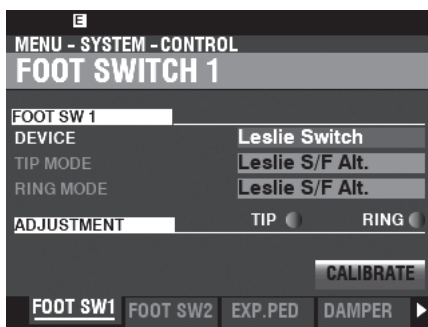 E
MENU - SYSTEM - CONTROL
FOOT SWITCH 1
FOOT SW 1
DEVICE Leslie Switch
TIP MODE Leslie S/F Alt.
RING MODE Leslie S/F Alt.
ADJUSTMENT TIP RING
CALIBRATE
FOOT SW1 FOOT SW2 EXP.PED DAMPER